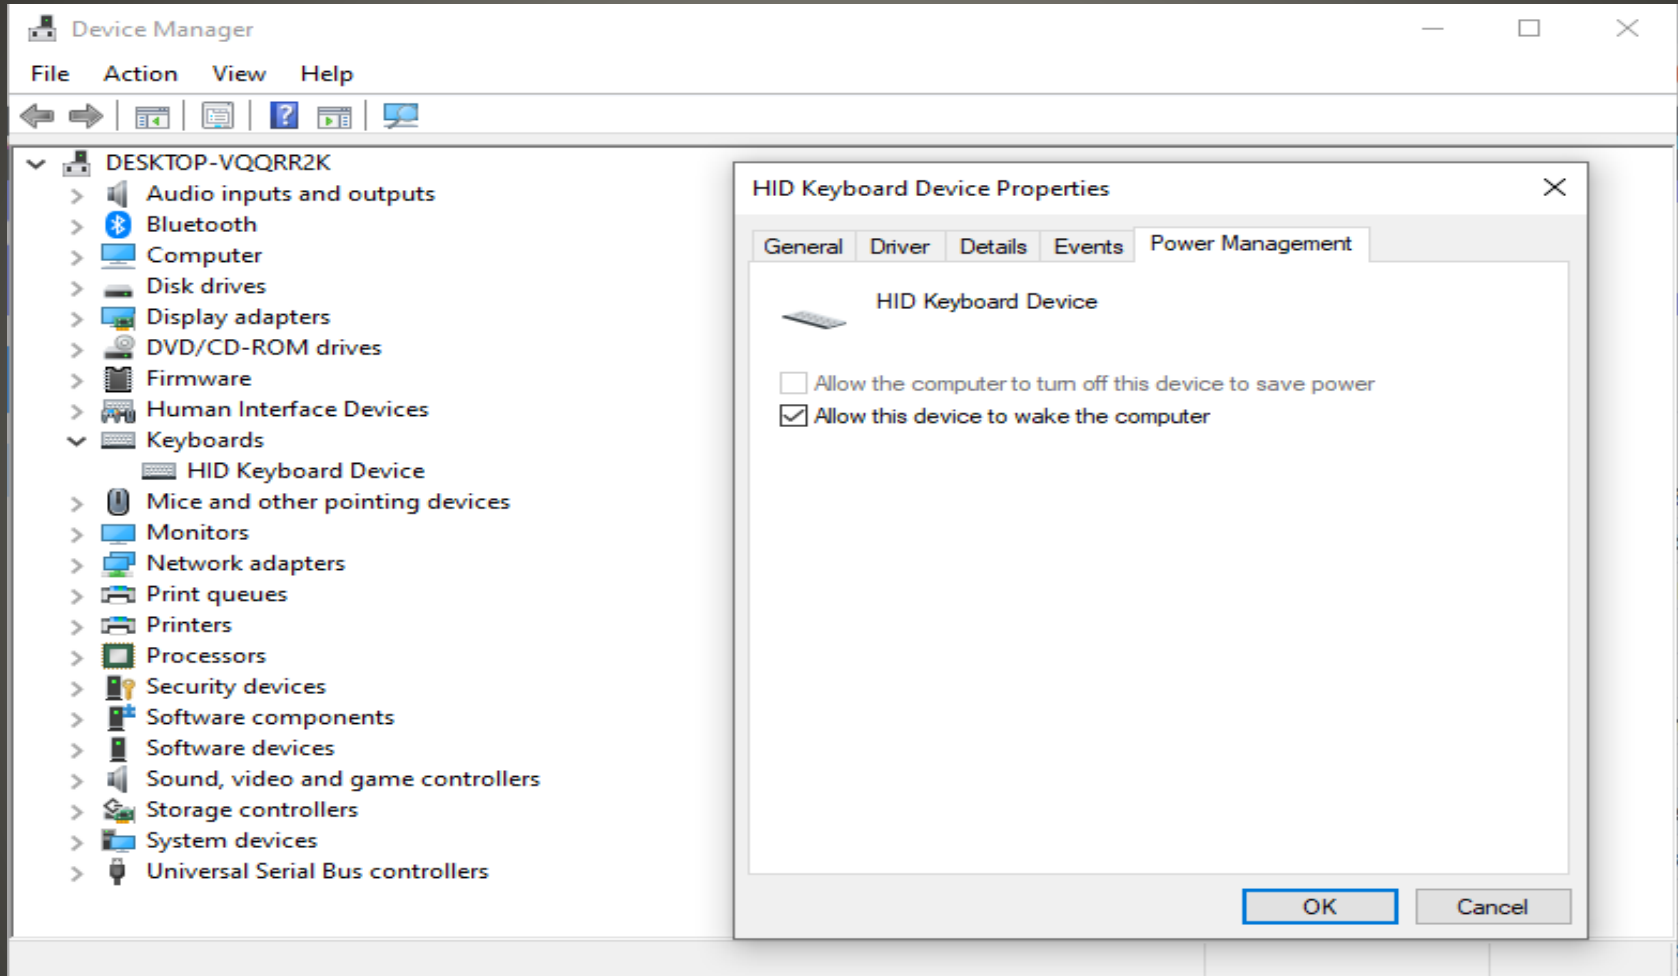 Device Manager
File Action View Help
DESKTOP-VQQRR2K
Audio inputs and outputs
Bluetooth
Computer
Disk drives
Display adapters
DVD/CD-ROM drives
Firmware
Human Interface Devices
Keyboards
HID Keyboard Device
Mice and other pointing devices
Monitors
Network adapters
Print queues
Printers
Processors
Security devices
Software components
Software devices
Sound, video and game controllers
Storage controllers
System devices
Universal Serial Bus controllers
HID Keyboard Device Properties
General Driver Details Events Power Management
HID Keyboard Device
Allow the computer to turn off this device to save power
Allow this device to wake the computer
OK Cancel